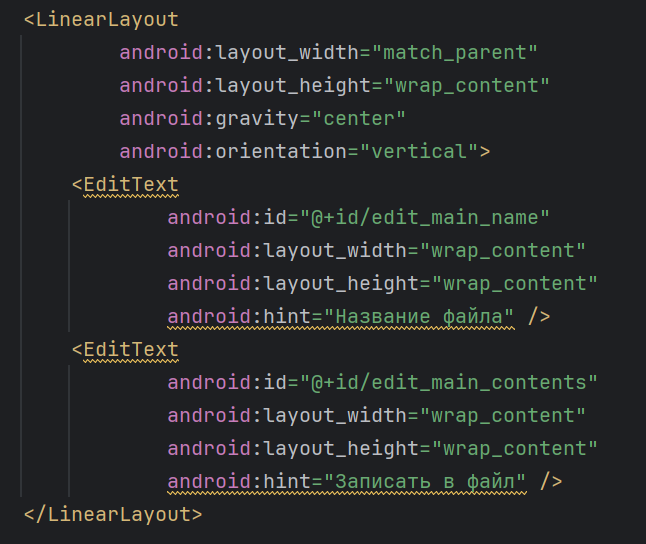 <LinearLayout
android:layout_width="match_parent"
android:layout_height="wrap_content"
android:gravity="center"
android:orientation="vertical">
<EditText
android:id="@+id/edit_main_name"
android:layout_width="wrap_content"
android:layout_height="wrap_content"
android:hint="Название файла" />
<EditText
android:id="@+id/edit_main_contents"
android:layout_width="wrap_content"
android:layout_height="wrap_content"
android:hint="Записать в файл" />
</LinearLayout>